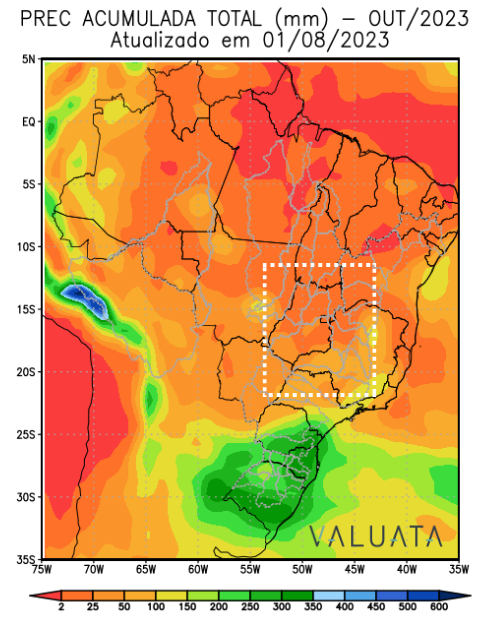 PREC ACUMULADA TOTAL (mm) – OUT/2023
Atualizado em 01/08/2023
5N
EQ
5S
10S
15S
20S
25S
30S
35S
VALUATA
75W 70W 65W 60W 55W 50W 45W 40W 35W
2 25 50 100 150 200 250 300 350 400 450 500 600